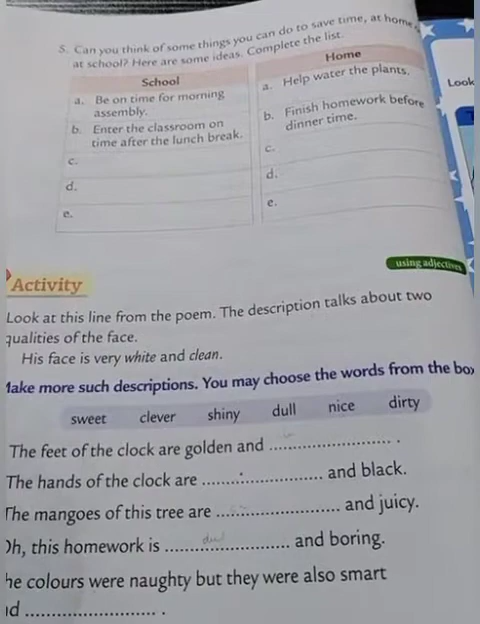 5. Can you think of some things you can do to save time, at home
at school? Here are some ideas. Complete the list.
School
Home
a. Be on time for morning
assembly.
a. Help water the plants.
b. Enter the classroom on
time after the lunch break.
b. Finish homework before
dinner time.
c.
c.
d.
d.
e.
e.
Look
using adjectives
Activity
Look at this line from the poem. The description talks about two
qualities of the face.
His face is very white and clean.
Make more such descriptions. You may choose the words from the box
sweet clever shiny dull nice dirty
The feet of the clock are golden and .............................. .
The hands of the clock are .............................. and black.
The mangoes of this tree are .............................. and juicy.
Oh, this homework is .............................. and boring.
he colours were naughty but they were also smart
nd .............................. .